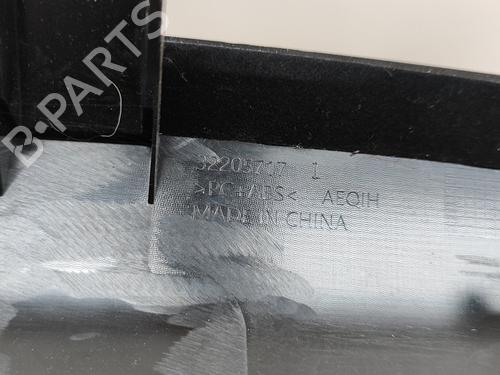 B-PARTS
32203717 1
>PC+ABS< AEQIH
MADE IN CHINA